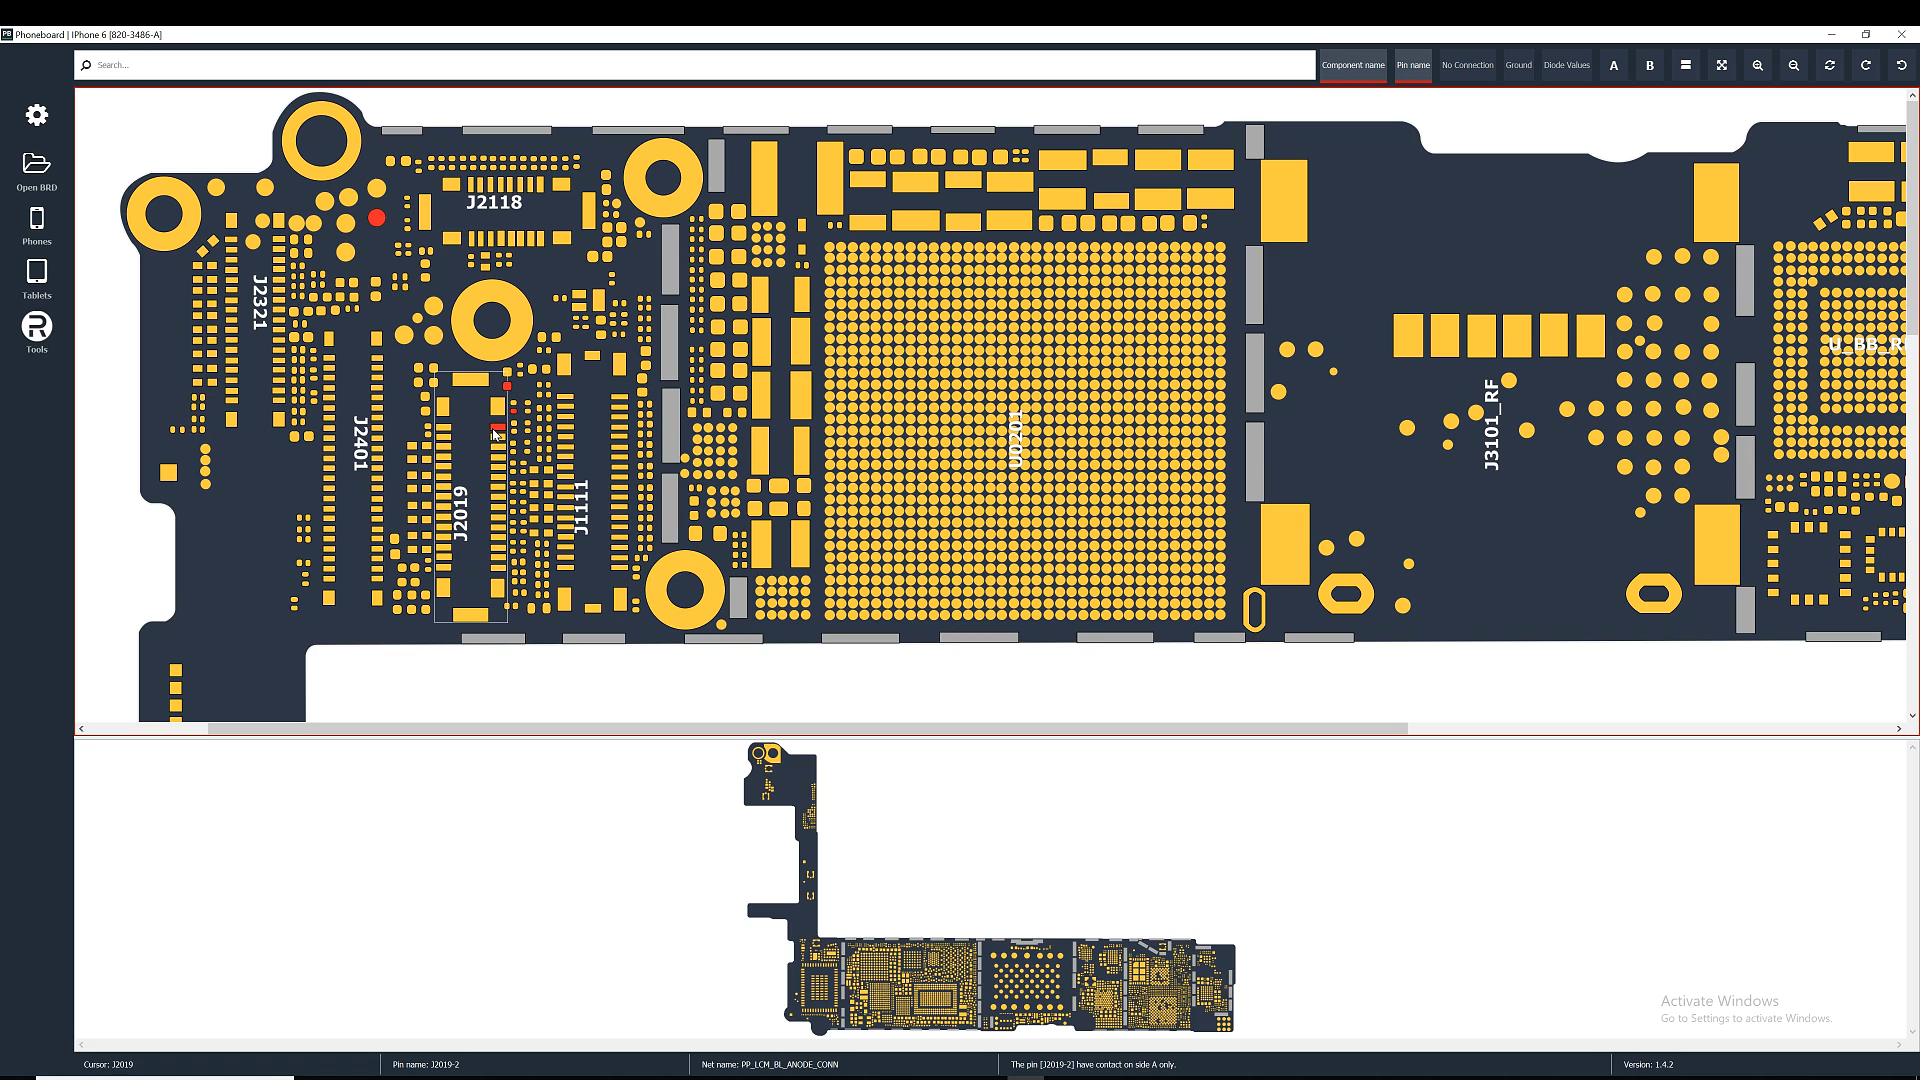 PB Phoneboard | IPhone 6 [820-3486-A]
Search...
Component name
Pin name
No Connection
Ground
Diode Values
A
B
Open BRD
Phones
Tablets
R
Tools
J2118
J2321
J2401
J2019
J1111
U0201
J3101_RF
U_BB_R
Activate Windows
Go to Settings to activate Windows.
Cursor: J2019
Pin name: J2019-2
Net name: PP_LCM_BL_ANODE_CONN
The pin [J2019-2] have contact on side A only.
Version: 1.4.2